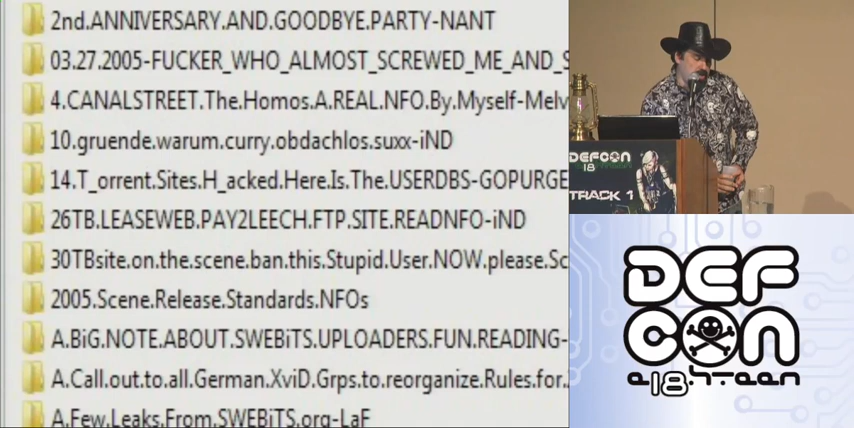 2nd.ANNIVERSARY.AND.GOODBYE.PARTY-NANT
03.27.2005-FUCKER_WHO_ALMOST_SCREWED_ME_AND_S
4.CANALSTREET.The.Homos.A.REAL.NFO.By.Myself-Melv
10.gruende.warum.curry.obdachlos.suxx-iND
14.T_orrent.Sites.H_acked.Here.Is.The.USERDBS-GOPURGE
26TB.LEASEWEB.PAY2LEECH.FTP.SITE.READNFO-iND
30TBsite.on.the.scene.ban.this.Stupid.User.NOW.please.Sc
2005.Scene.Release.Standards.NFOs
A.BiG.NOTE.ABOUT.SWEBiTS.UPLOADERS.FUN.READING-
A.Call.out.to.all.German.XviD.Grps.to.reorganize.Rules.for.
A.Few.Leaks.From.SWEBiTS.org-LaF
DEFCON
18
TRACK 1
DEF
CON
e18h-teen